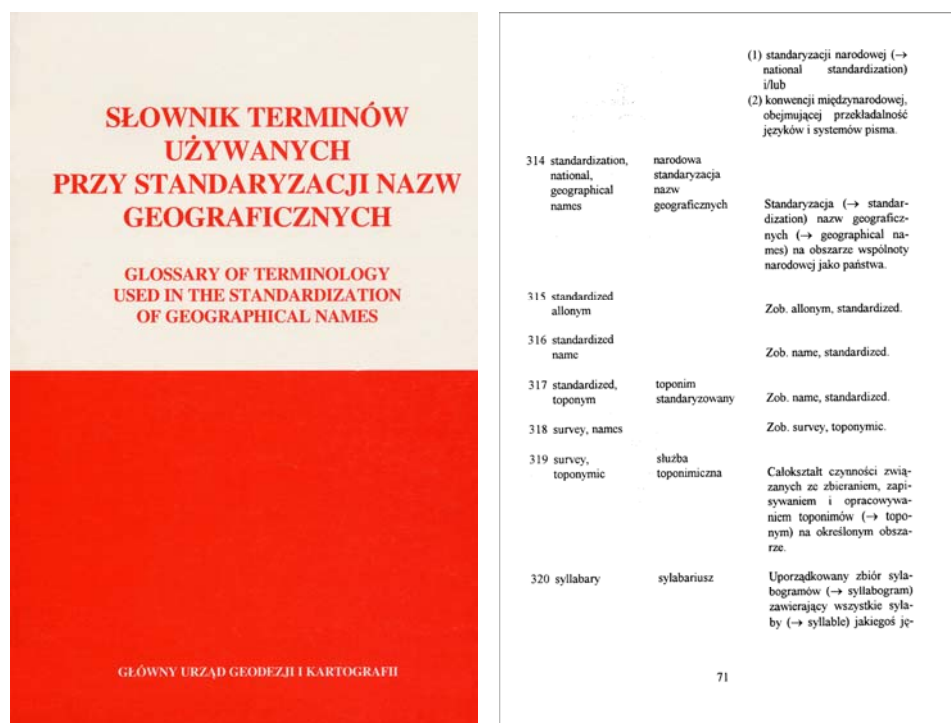 SŁOWNIK TERMINÓW
UŻYWANYCH
PRZY STANDARYZACJI NAZW
GEOGRAFICZNYCH
GLOSSARY OF TERMINOLOGY
USED IN THE STANDARDIZATION
OF GEOGRAPHICAL NAMES
GŁÓWNY URZĄD GEODEZJI I KARTOGRAFII
(1) standaryzacji narodowej (→
national standardization)
i/lub
(2) konwencji międzynarodowej,
obejmującej przekładalność
języków i systemów pisma.
314 standardization,
national,
geographical
names
narodowa
standaryzacja
nazw
geograficznych
Standaryzacja (→ standar-
dization) nazw geograficz-
nych (→ geographical na-
mes) na obszarze wspólnoty
narodowej jako państwa.
315 standardized
allonym
Zob. allonym, standardized.
316 standardized
name
Zob. name, standardized.
317 standardized,
toponym
toponim
standaryzowany
Zob. name, standardized.
318 survey, names
Zob. survey, toponymic.
319 survey,
toponymic
służba
toponimiczna
Całokształt czynności zwią-
zanych ze zbieraniem, zapi-
sywaniem i opracowywa-
niem toponimów (→ topo-
nym) na określonym obsza-
rze.
320 syllabary
sylabariusz
Uporządkowany zbiór syla-
bogramów (→ syllabogram)
zawierający wszystkie syla-
by (→ syllable) jakiegoś ję-
71